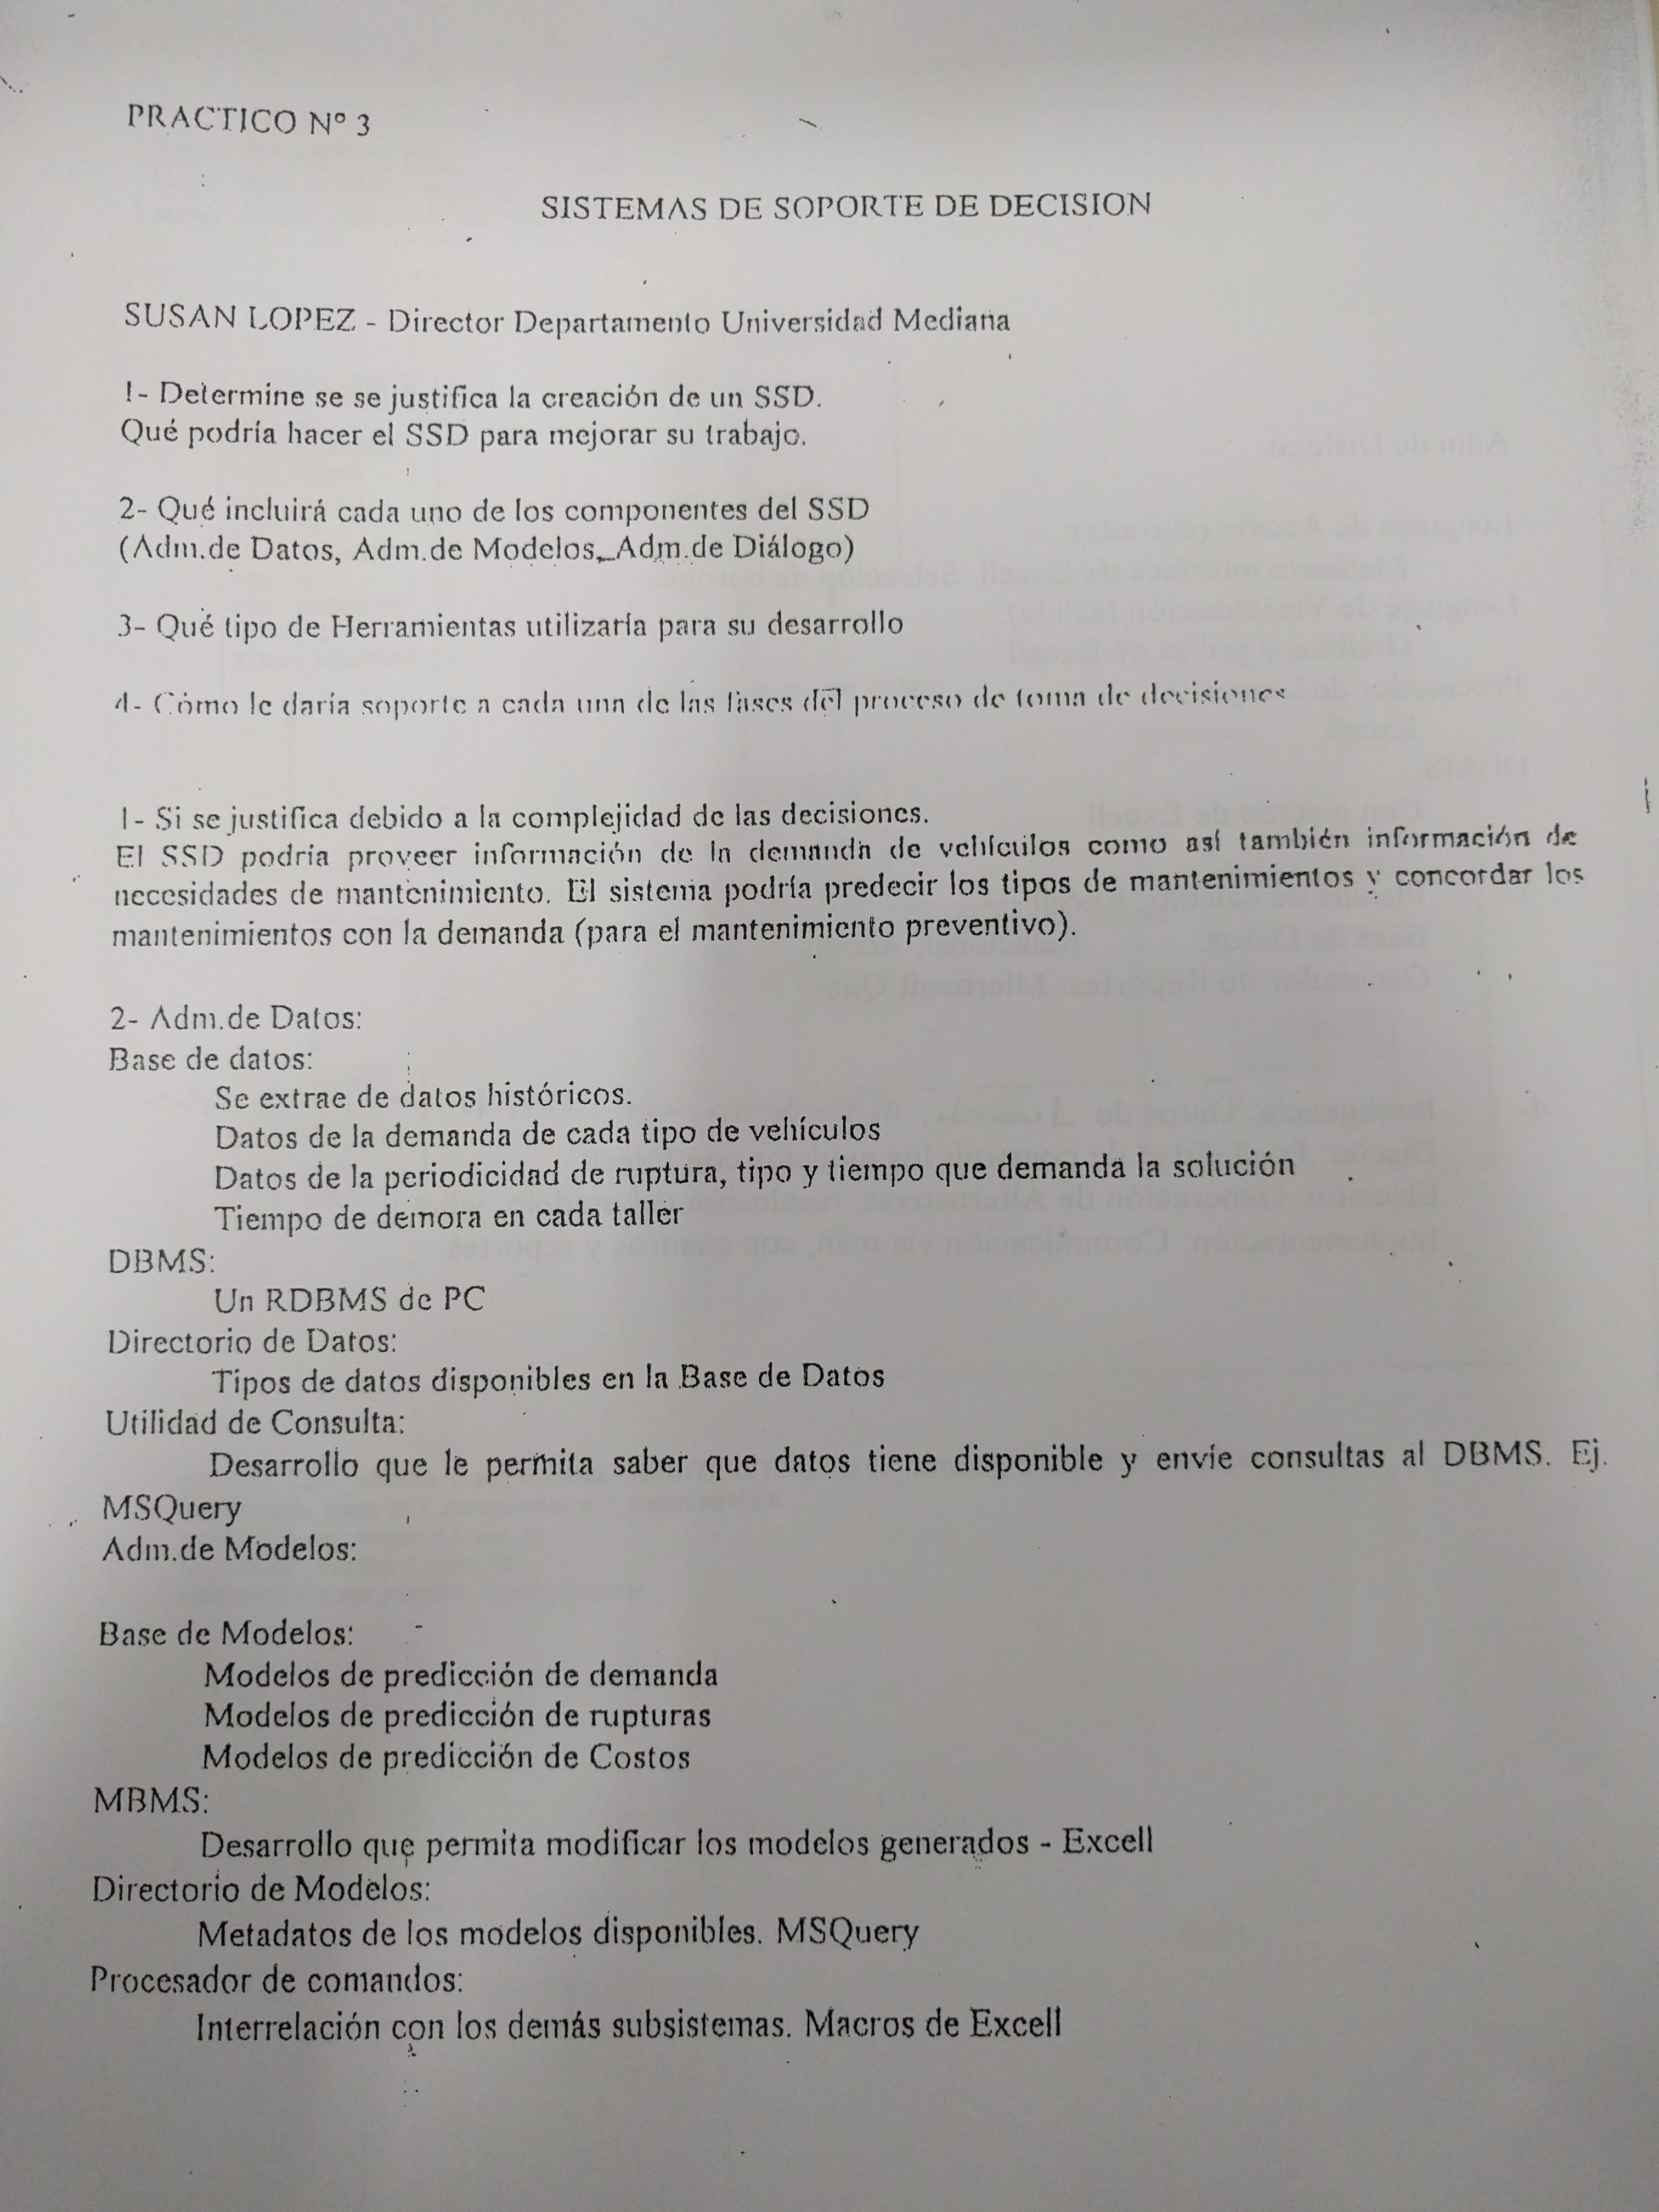 PRACTICO Nº 3
SISTEMAS DE SOPORTE DE DECISION
SUSAN LOPEZ - Director Departamento Universidad Mediana
1- Determine se se justifica la creación de un SSD.
Qué podría hacer el SSD para mejorar su trabajo.
2- Qué incluirá cada uno de los componentes del SSD
(Adm.de Datos, Adm.de Modelos, Adm.de Diálogo)
3- Qué tipo de Herramientas utilizaría para su desarrollo
4- Cómo le daría soporte a cada una de las fases del proceso de toma de decisiones
1- Si se justifica debido a la complejidad de las decisiones.
El SSD podría proveer información de la demanda de vehículos como así también información de
necesidades de mantenimiento. El sistema podría predecir los tipos de mantenimientos y concordar los
mantenimientos con la demanda (para el mantenimiento preventivo).
2- Adm.de Datos:
Base de datos:
Se extrae de datos históricos.
Datos de la demanda de cada tipo de vehículos
Datos de la periodicidad de ruptura, tipo y tiempo que demanda la solución
Tiempo de demora en cada taller
DBMS:
Un RDBMS de PC
Directorio de Datos:
Tipos de datos disponibles en la Base de Datos
Utilidad de Consulta:
Desarrollo que le permita saber que datos tiene disponible y envíe consultas al DBMS. Ej.
MSQuery
Adm.de Modelos:
Base de Modelos:
Modelos de predicción de demanda
Modelos de predicción de rupturas
Modelos de predicción de Costos
MBMS:
Desarrollo que permita modificar los modelos generados - Excell
Directorio de Modelos:
Metadatos de los modelos disponibles. MSQuery
Procesador de comandos:
Interrelación con los demás subsistemas. Macros de Excell